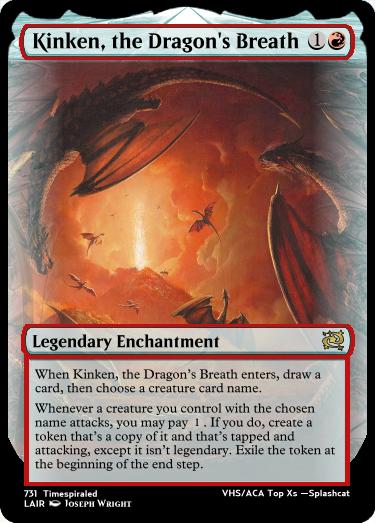 Kinken, the Dragon's Breath 1
Legendary Enchantment
When Kinken, the Dragon's Breath enters, draw a
card, then choose a creature card name.
Whenever a creature you control with the chosen
name attacks, you may pay 1 . If you do, create a
token that's a copy of it and that's tapped and
attacking, except it isn't legendary. Exile the token at
the beginning of the end step.
731 Timespiraled VHS/ACA Top Xs —Splashcat
LAIR Joseph Wright